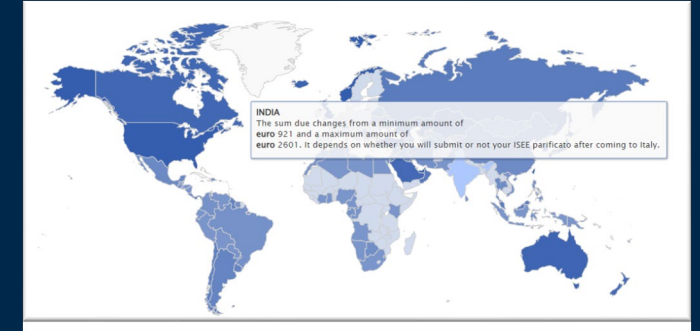 INDIA
The sum due changes from a minimum amount of
euro 921 and a maximum amount of
euro 2601. It depends on whether you will submit or not your ISEE parificato after coming to Italy.